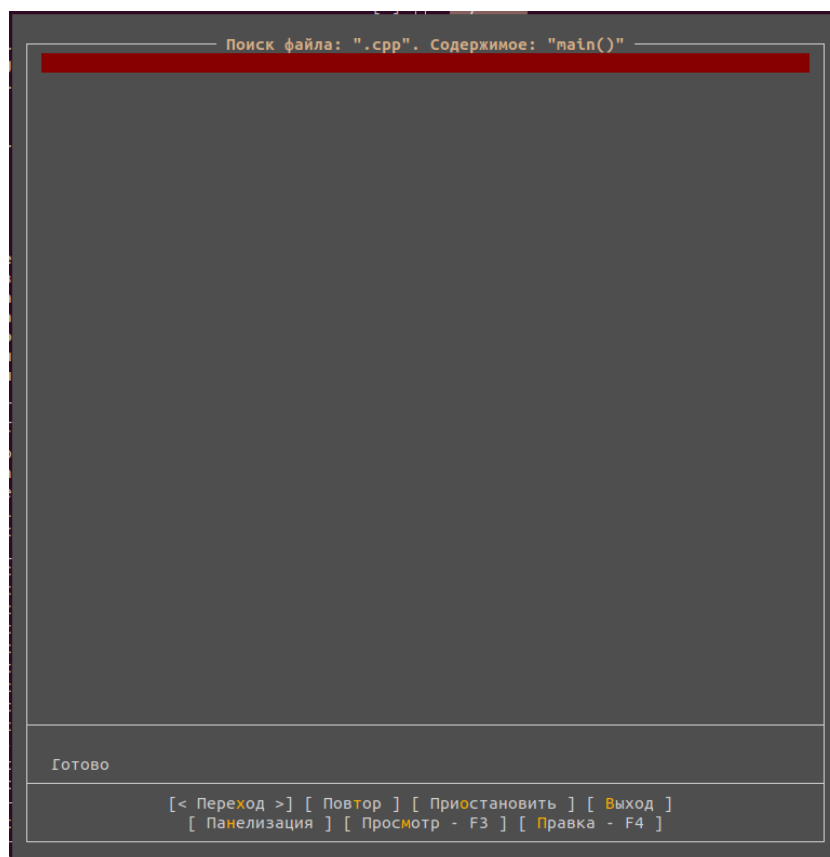 Поиск файла: ".cpp". Содержимое: "main()"
Готово
[< Переход >] [ Повтор ] [ Приостановить ] [ Выход ]
[ Панелизация ] [ Просмотр - F3 ] [ Правка - F4 ]